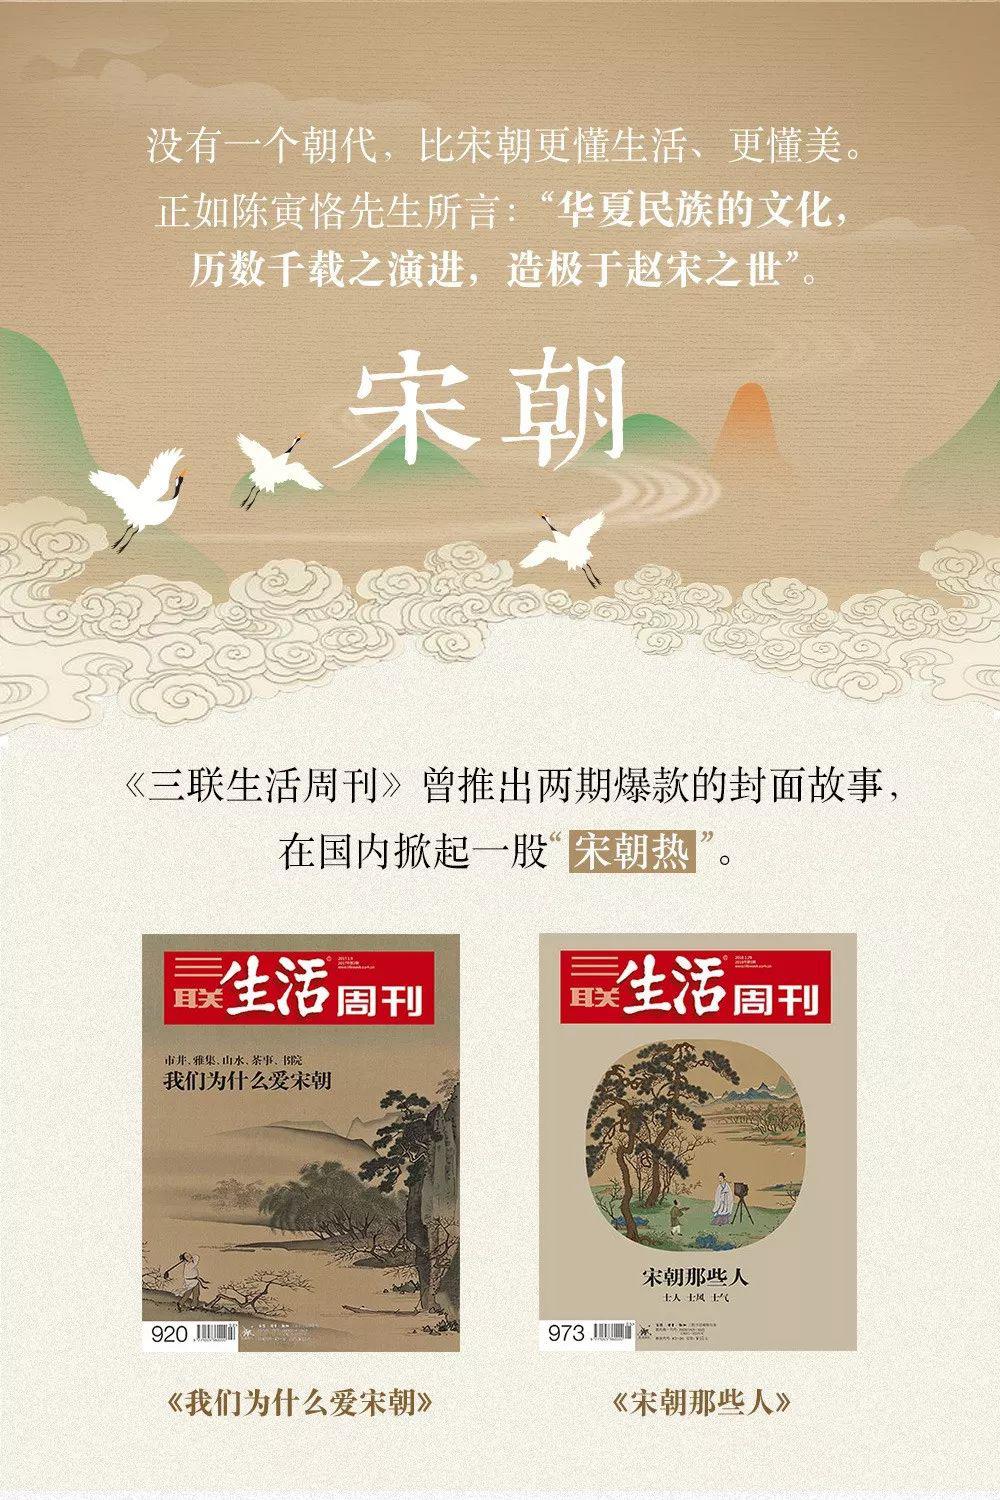 没有一个朝代，比宋朝更懂生活、更懂美。
正如陈寅恪先生所言：“华夏民族的文化，
历数千载之演进，造极于赵宋之世”。
宋朝
《三联生活周刊》曾推出两期爆款的封面故事，
在国内掀起一股“宋朝热”。
三联生活周刊
市井、雅集、山水、茶事、书院
我们为什么爱宋朝
920
三联生活周刊
宋朝那些人
士人 士风 士气
973
《我们为什么爱宋朝》
《宋朝那些人》